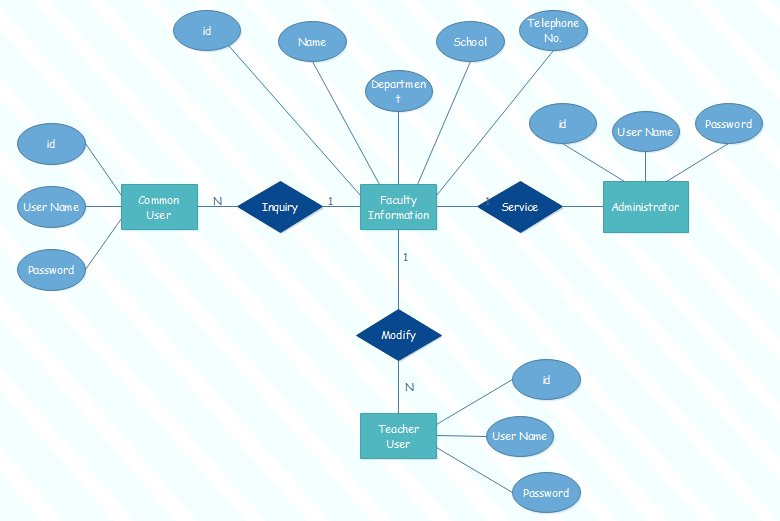 id
Name
School
Telephone
No.
Departmen
t
id
User Name
Password
id
User Name
Password
Common
User
N
Inquiry
1
Faculty
Information
1
Service
Administrator
1
Modify
N
Teacher
User
id
User Name
Password